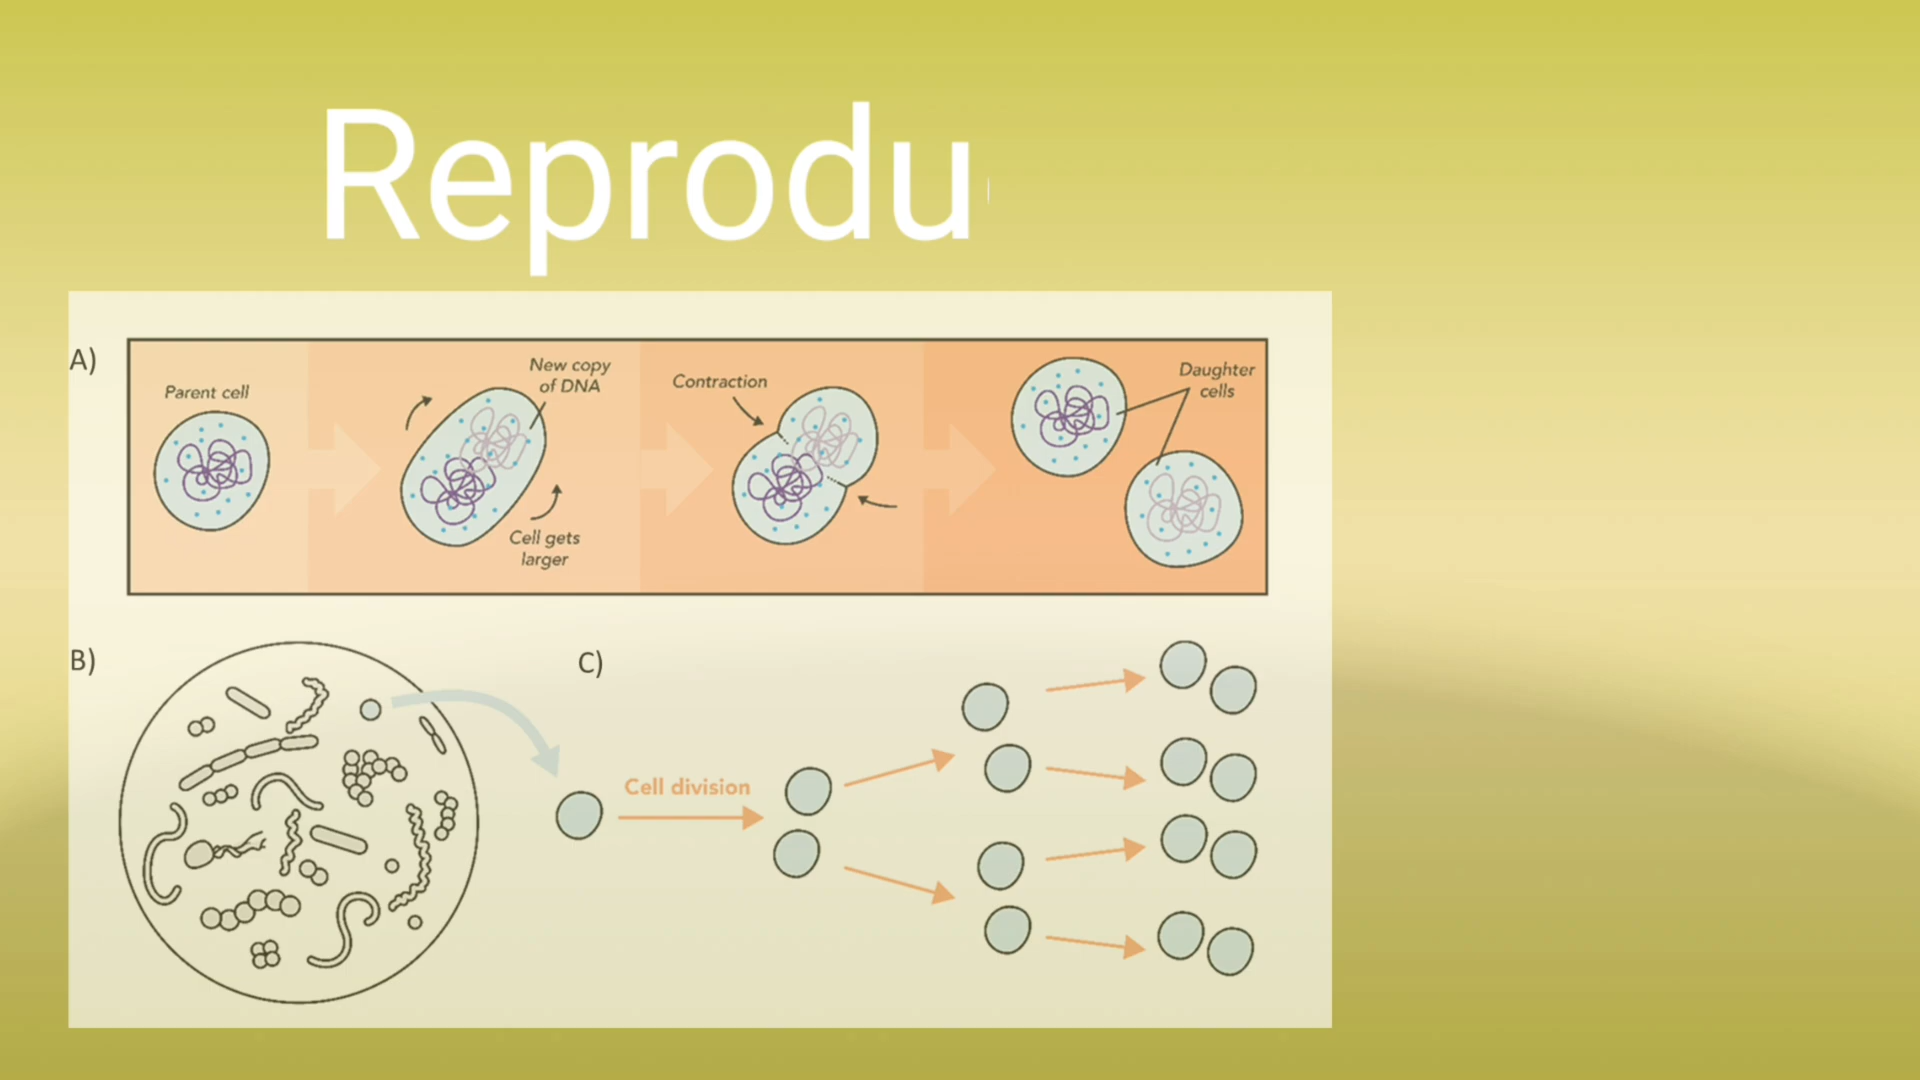 Reprodu
A)
Parent cell
New copy
of DNA
Cell gets
larger
Contraction
Daughter
cells
B)
C)
Cell division